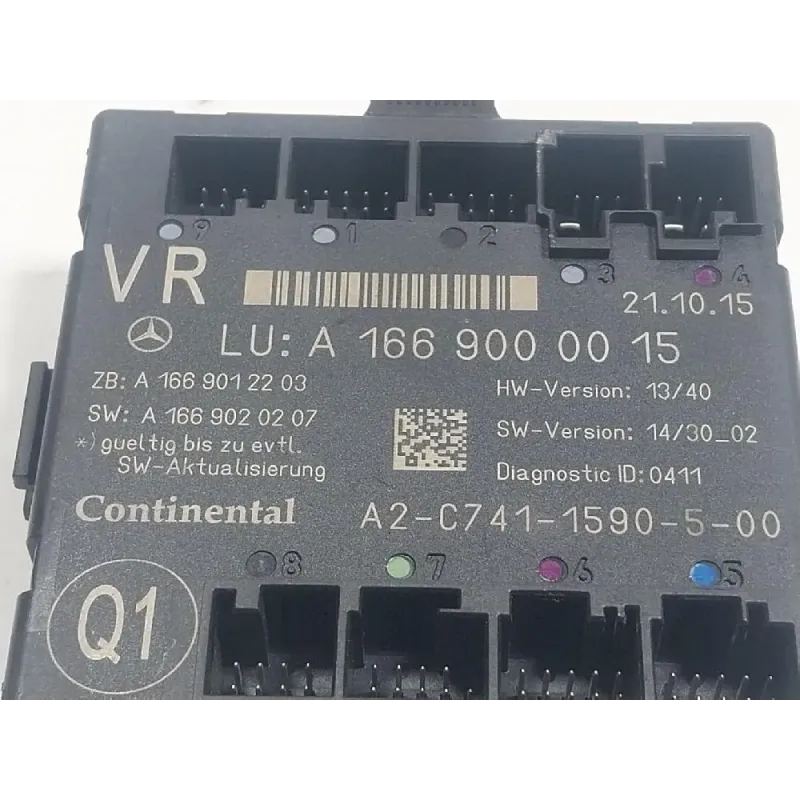 9 1 2 3 4
VR
21.10.15
LU: A 166 900 00 15
ZB: A 166 901 22 03
HW-Version: 13/40
SW: A 166 902 02 07
SW-Version: 14/30_02
*) gueltig bis zu evtl.
SW-Aktualisierung
Diagnostic ID: 0411
Continental
A2-C741-1590-5-00
8 7 6 5
Q1